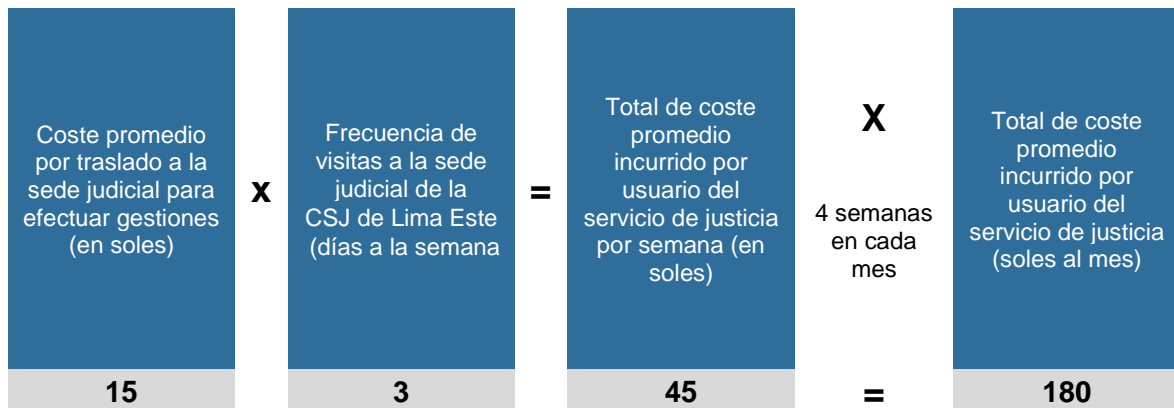 Coste promedio
por traslado a la
sede judicial para
efectuar gestiones
(en soles)
x
Frecuencia de
visitas a la sede
judicial de la
CSJ de Lima Este
(días a la semana
=
Total de coste
promedio
incurrido por
usuario del
servicio de justicia
por semana (en
soles)
X
4 semanas
en cada
mes
Total de coste
promedio
incurrido por
usuario del
servicio de justicia
(soles al mes)
15
3
45
=
180